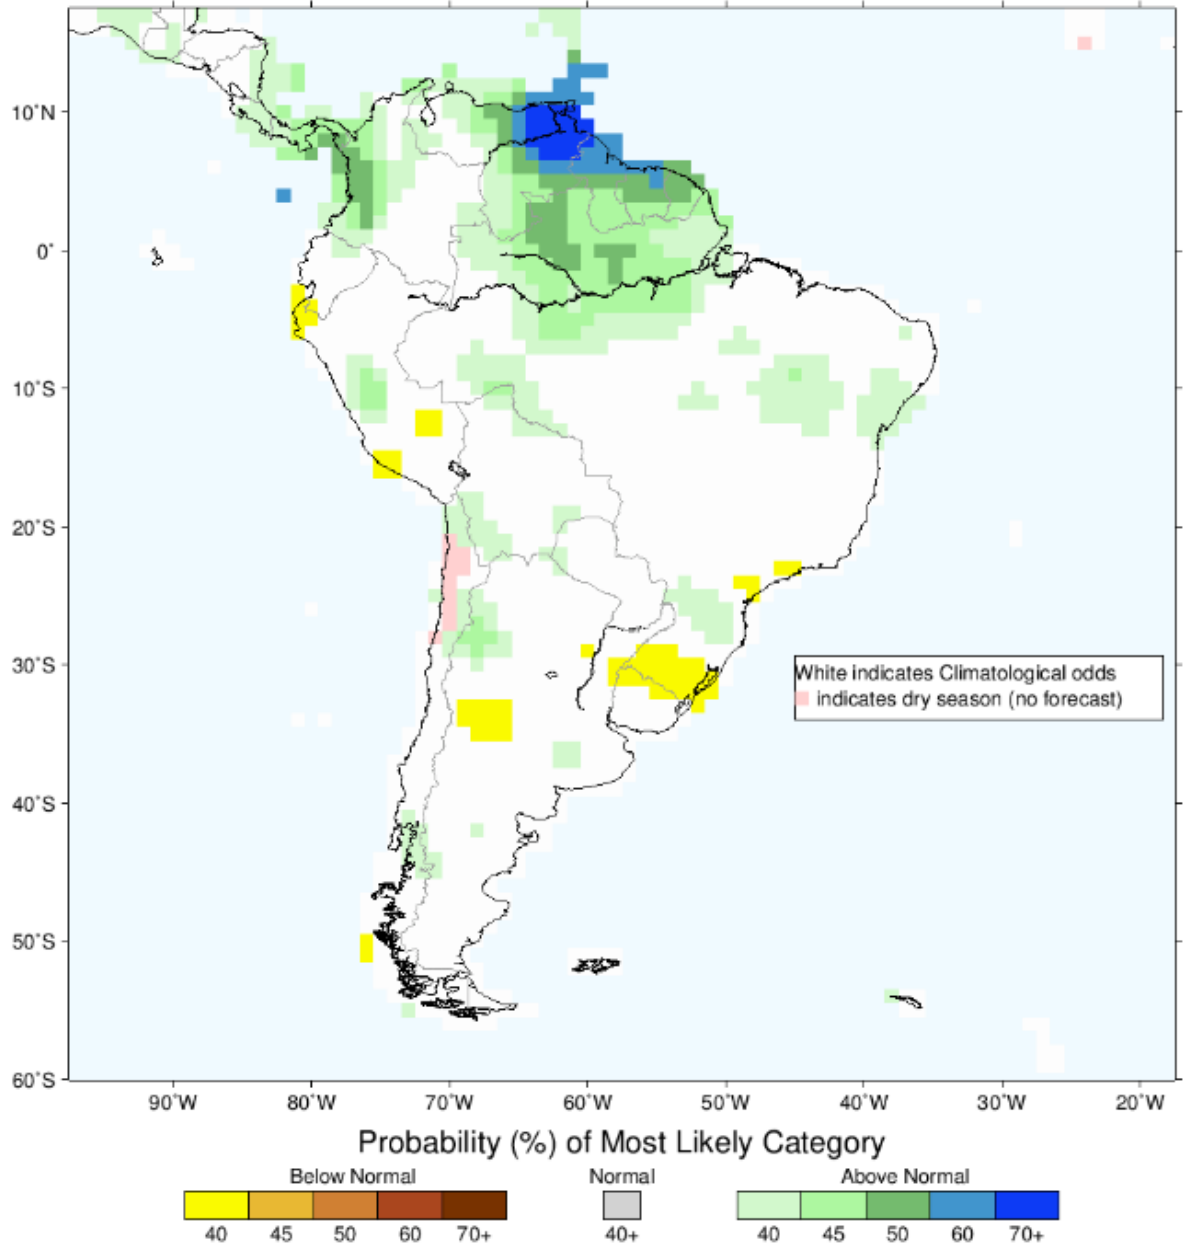 10˚N
0˚
10˚S
20˚S
30˚S
40˚S
50˚S
60˚S
White indicates Climatological odds
indicates dry season (no forecast)
90˚W 80˚W 70˚W 60˚W 50˚W 40˚W 30˚W 20˚W
Probability (%) of Most Likely Category
Below Normal Normal Above Normal
40 45 50 60 70+ 40+ 40 45 50 60 70+